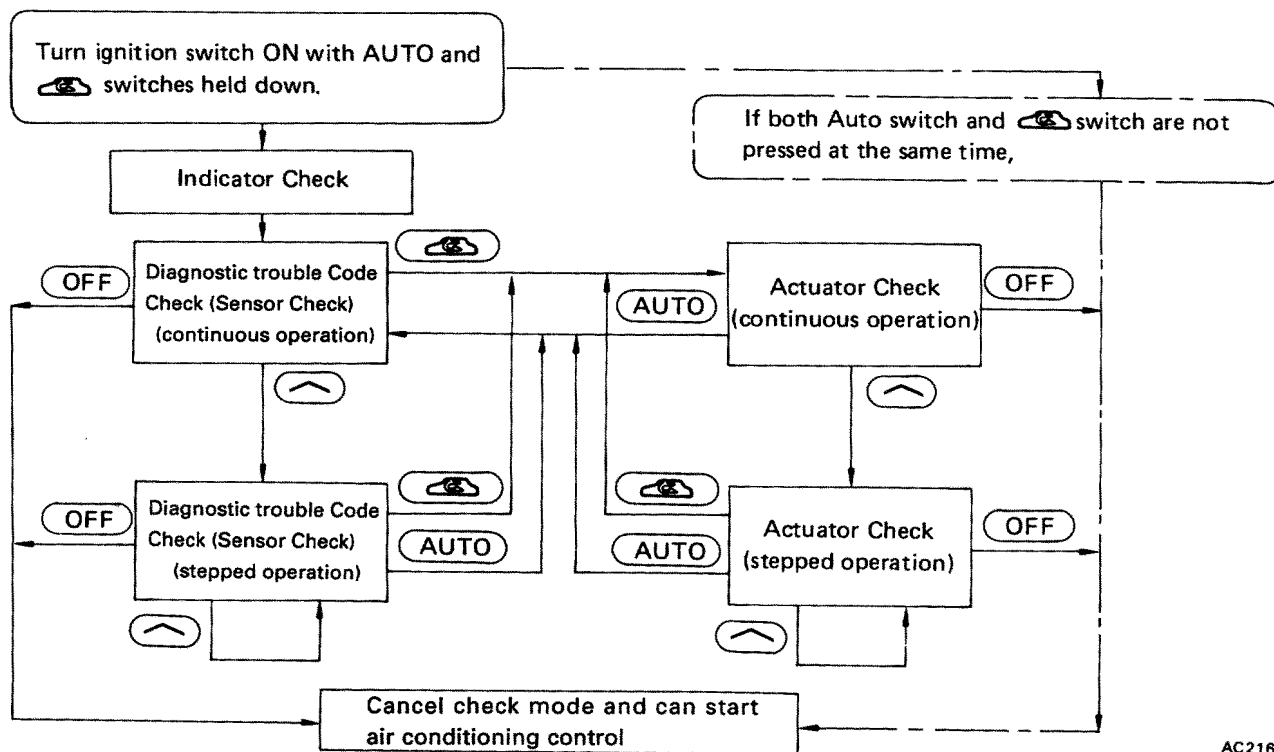 Turn ignition switch ON with AUTO and
switches held down.
If both Auto switch and switch are not
pressed at the same time,
Indicator Check
Diagnostic trouble Code
Check (Sensor Check)
(continuous operation)
OFF
AUTO
Actuator Check
(continuous operation)
OFF
Diagnostic trouble Code
Check (Sensor Check)
(stepped operation)
OFF
AUTO
AUTO
Actuator Check
(stepped operation)
OFF
Cancel check mode and can start
air conditioning control
AC216